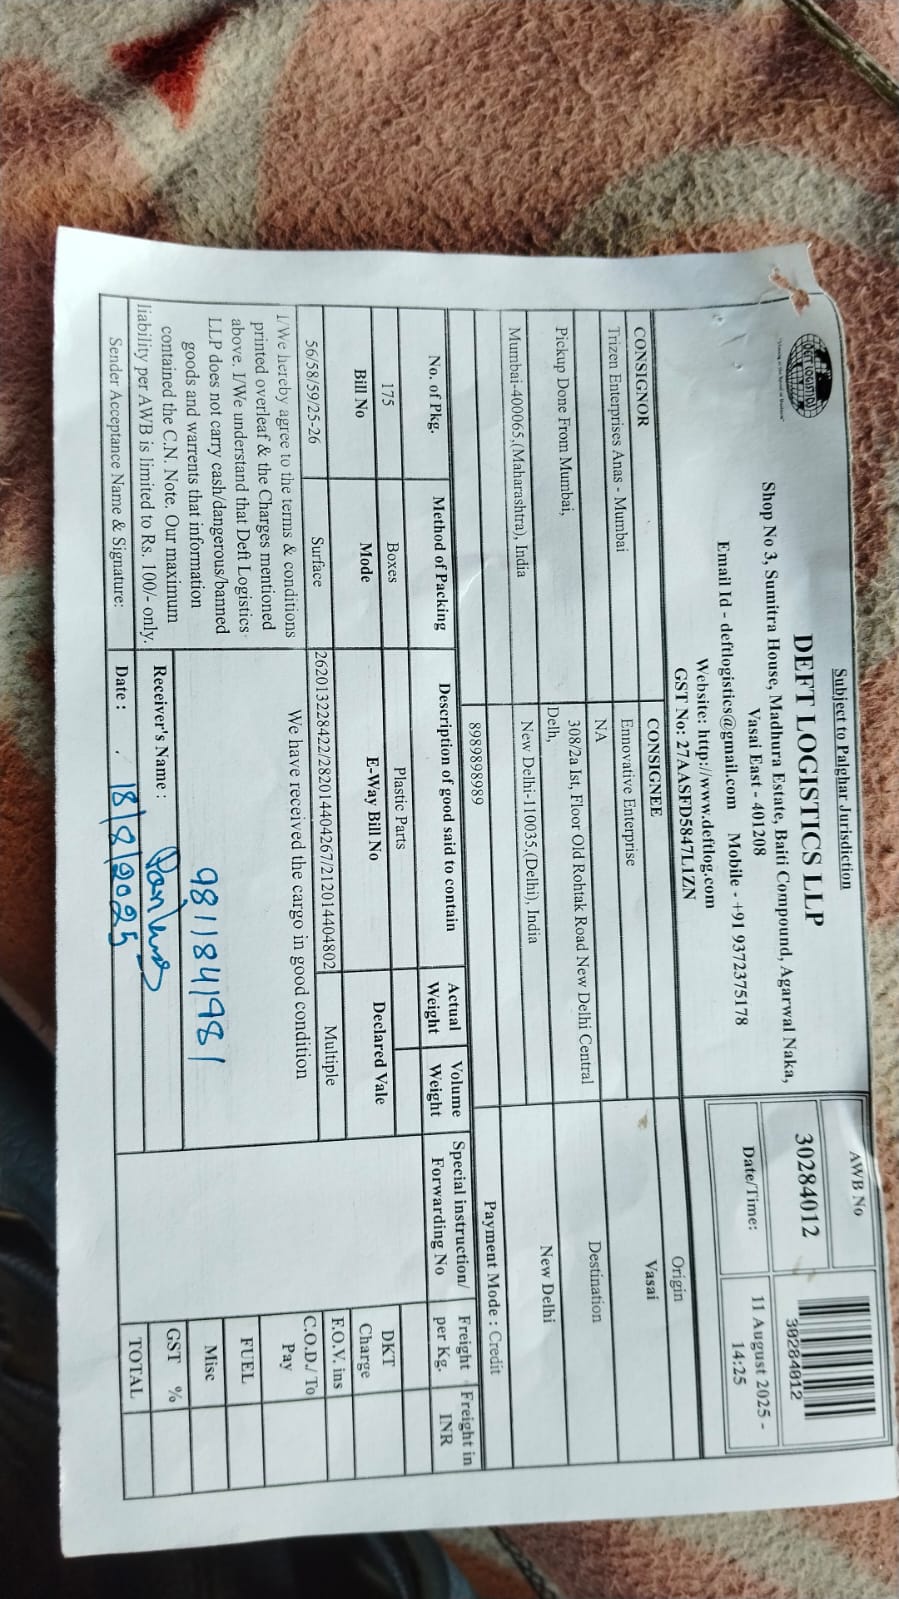 Subject to Palghar Jurisdiction
DEFT LOGISTICS LLP
Shop No 3, Sumitra House, Madhura Estate, Baiti Compound, Agarwal Naka,
Vasai East - 401208
Email Id - deftlogistics@gmail.com Mobile - +91 9372375178
Website: http://www.deftlog.com
GST No: 27AASFD5847L1ZN
AWB No
30284012
30284012
Date/Time: 11 August 2025 -
14:25
CONSIGNOR
Trizen Enterprises Anas - Mumbai
Pickup Done From Mumbai,
Mumbai-400065,(Maharashtra), India
CONSIGNEE
Ennovative Enterprise
NA
308/2a Ist, Floor Old Rohtak Road New Delhi Central
Delh,
New Delhi-110035,(Delhi), India
8989898989
Origin
Vasai
Destination
New Delhi
Payment Mode : Credit
No. of Pkg. Method of Packing Description of good said to contain Actual Weight Volume Weight Special instruction/ Forwarding No Freight per Kg. Freight in INR
175 Boxes Plastic Parts
Bill No Mode E-Way Bill No Declared Vale
56/58/59/25-26 Surface 262013228422/282014404267/212014404802 Multiple
DKT Charge
F.O.V. ins
C.O.D./ To Pay
FUEL
Misc
GST %
TOTAL
I/We hereby agree to the terms & conditions
printed overleaf & the Charges mentioned
above. I/We understand that Deft Logistics
LLP does not carry cash/dangerous/banned
goods and warrents that information
contained the C.N. Note. Our maximum
liability per AWB is limited to Rs. 100/- only.
Sender Acceptance Name & Signature:
We have received the cargo in good condition
9811841981
Receiver's Name :
Date : 18/8/2025